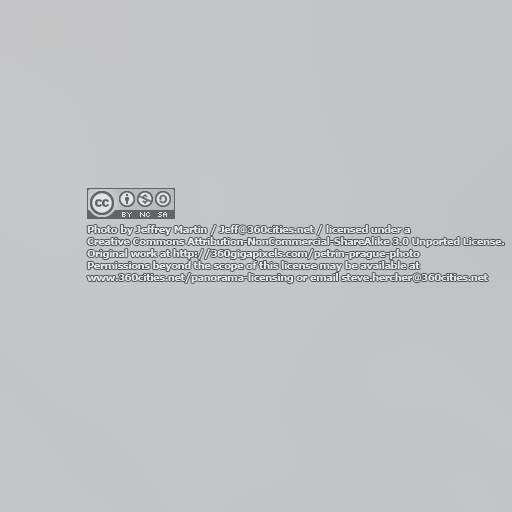 cc BY NC SA
Photo by Jeffrey Martin / Jeff@360cities.net / licensed under a
Creative Commons Attribution-NonCommercial-ShareAlike 3.0 Unported License.
Original work at http://360gigapixels.com/petrin-prague-photo
Permissions beyond the scope of this license may be available at
www.360cities.net/panorama-licensing or email steve.hercher@360cities.net